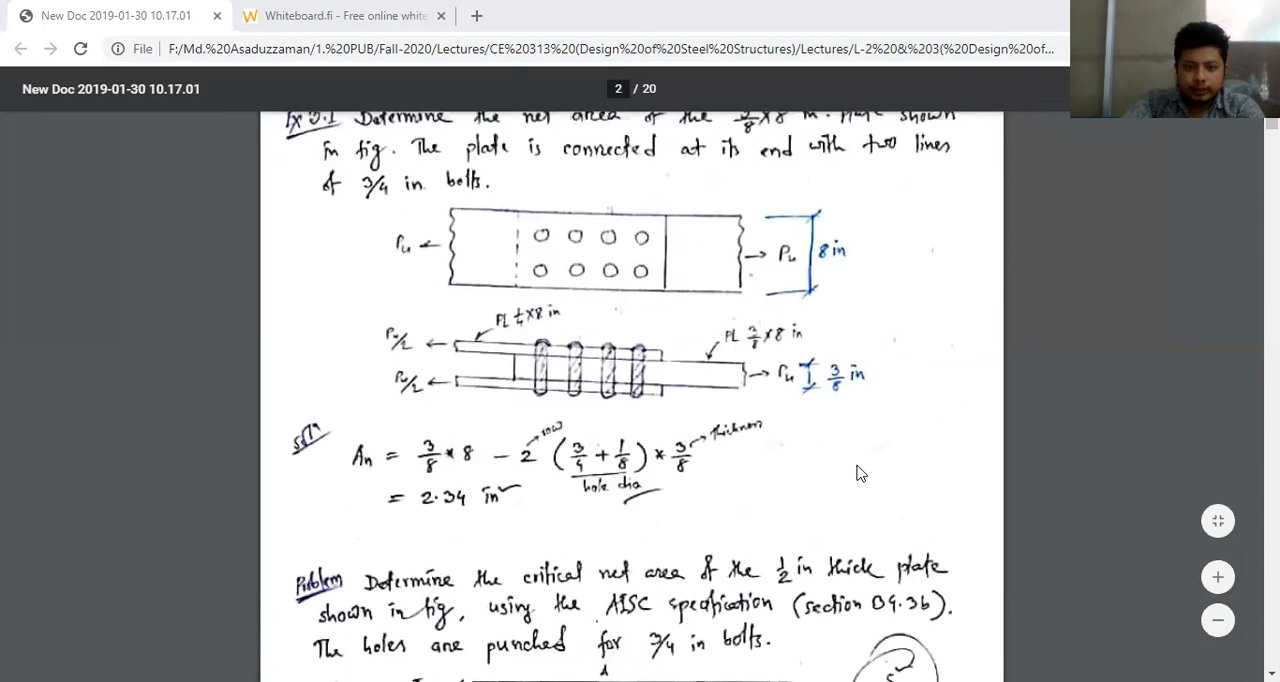 New Doc 2019-01-30 10.17.01
Whiteboard.fi - Free online white
File
F:/Md.%20Asaduzzaman/1.%20PUB/Fall-2020/Lectures/CE%20313%20(Design%20of%20Steel%20Structures)/Lectures/L-2%20&%203(%20Design%20of...
New Doc 2019-01-30 10.17.01
2 / 20
Ex 3.1 Determine the net area of the 3/8 × 8 in. plate shown
in fig. The plate is connected at its end with two lines
of 3/4 in bolts.
Pu ←
→ Pu
8 in
PL 1/4 × 8 in
PL 3/8 × 8 in
Pu/2 ←
Pu/2 ←
→ Pu
3/8 in
Solⁿ
row
thickness
An = 3/8 * 8 - 2 (3/4 + 1/8) * 3/8
hole dia
= 2.34 in²
Problem Determine the critical net area of the 1/2 in thick plate
shown in fig, using the AISC specification (section B4.3b).
The holes are punched for 3/4 in bolts.